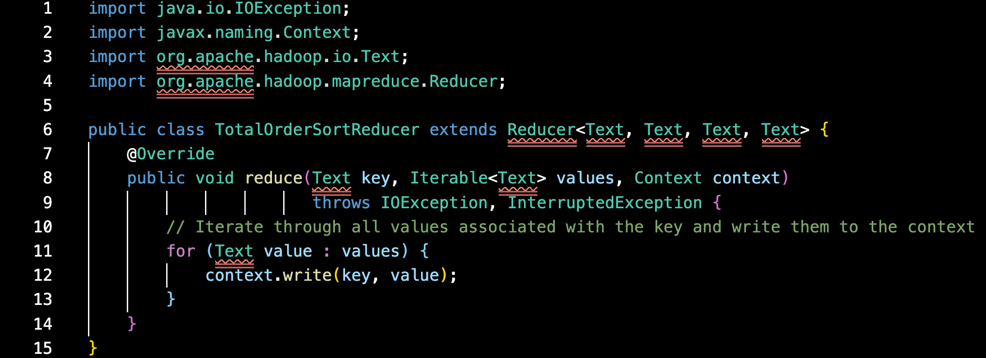 1 import java.io.IOException;
2 import javax.naming.Context;
3 import org.apache.hadoop.io.Text;
4 import org.apache.hadoop.mapreduce.Reducer;
5
6 public class TotalOrderSortReducer extends Reducer<Text, Text, Text, Text> {
7     @Override
8     public void reduce(Text key, Iterable<Text> values, Context context)
9                        throws IOException, InterruptedException {
10         // Iterate through all values associated with the key and write them to the context
11         for (Text value : values) {
12             context.write(key, value);
13         }
14     }
15 }